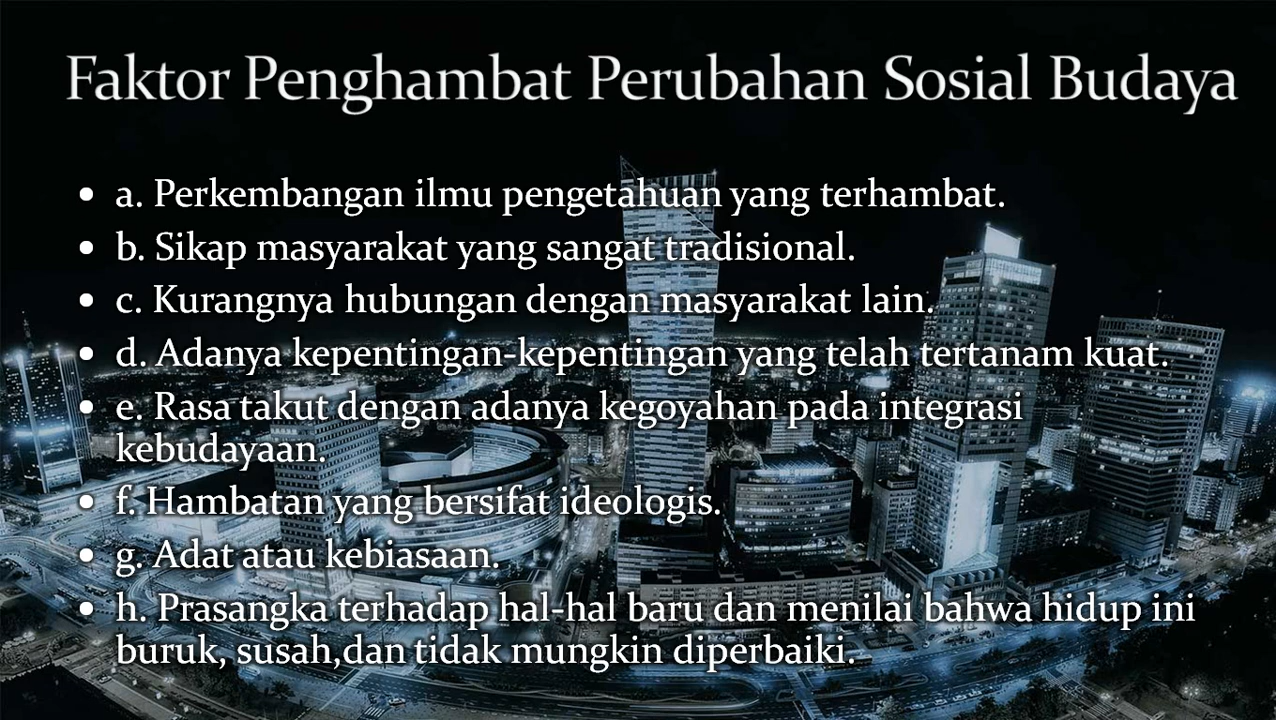 Faktor Penghambat Perubahan Sosial Budaya
• a. Perkembangan ilmu pengetahuan yang terhambat.
• b. Sikap masyarakat yang sangat tradisional.
• c. Kurangnya hubungan dengan masyarakat lain.
• d. Adanya kepentingan-kepentingan yang telah tertanam kuat.
• e. Rasa takut dengan adanya kegoyahan pada integrasi
kebudayaan.
• f. Hambatan yang bersifat ideologis.
• g. Adat atau kebiasaan.
• h. Prasangka terhadap hal-hal baru dan menilai bahwa hidup ini
buruk, susah,dan tidak mungkin diperbaiki.